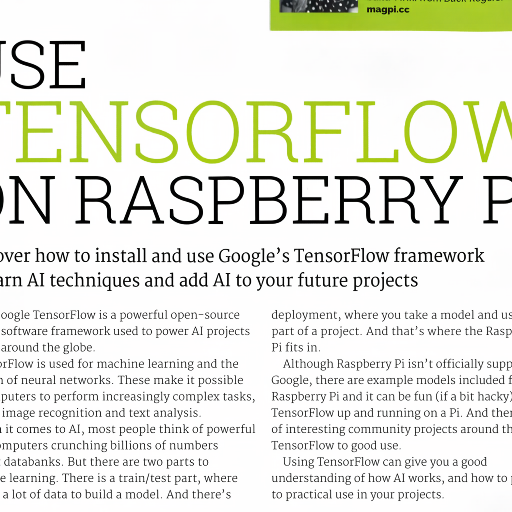 magpi.cc
USE
TENSORFLOW
ON RASPBERRY P
over how to install and use Google's TensorFlow framework
arn AI techniques and add AI to your future projects
oogle TensorFlow is a powerful open-source
software framework used to power AI projects
around the globe.
orFlow is used for machine learning and the
n of neural networks. These make it possible
puters to perform increasingly complex tasks,
image recognition and text analysis.
n it comes to AI, most people think of powerful
omputers crunching billions of numbers
databanks. But there are two parts to
e learning. There is a train/test part, where
a lot of data to build a model. And there's
deployment, where you take a model and us
part of a project. And that's where the Rasp
Pi fits in.
Although Raspberry Pi isn't officially supp
Google, there are example models included f
Raspberry Pi and it can be fun (if a bit hacky)
TensorFlow up and running on a Pi. And ther
of interesting community projects around th
TensorFlow to good use.
Using TensorFlow can give you a good
understanding of how AI works, and how to p
to practical use in your projects.